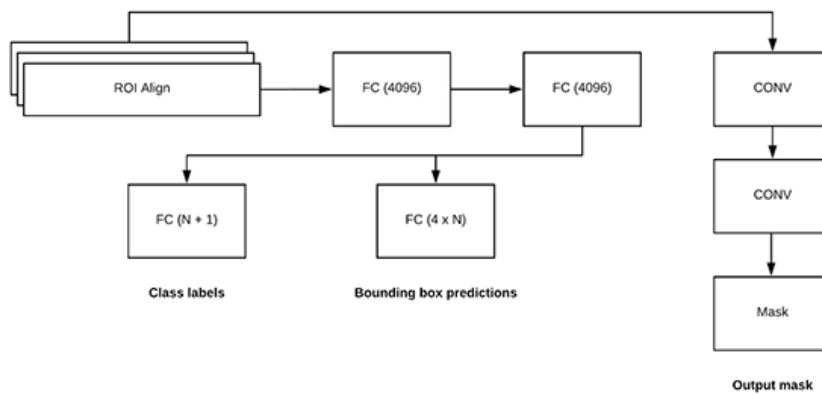 ROI Align
FC (4096)
FC (4096)
CONV
CONV
FC (N + 1)
FC (4 x N)
Class labels
Bounding box predictions
Mask
Output mask